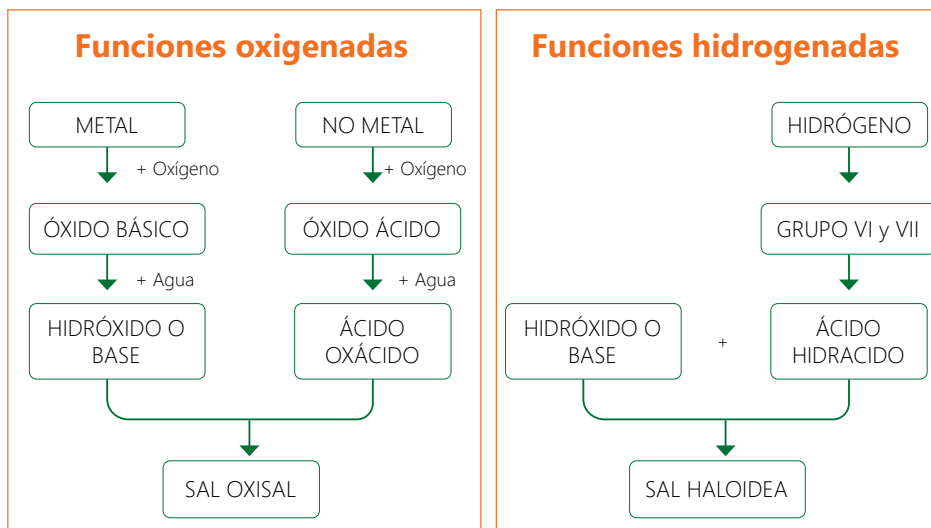 Funciones oxigenadas
METAL
NO METAL
+ Oxígeno
+ Oxígeno
ÓXIDO BÁSICO
ÓXIDO ÁCIDO
+ Agua
+ Agua
HIDRÓXIDO O
BASE
ÁCIDO
OXÁCIDO
SAL OXISAL
Funciones hidrogenadas
HIDRÓGENO
GRUPO VI y VII
HIDRÓXIDO O
BASE
+
ÁCIDO
HIDRACIDO
SAL HALOIDEA